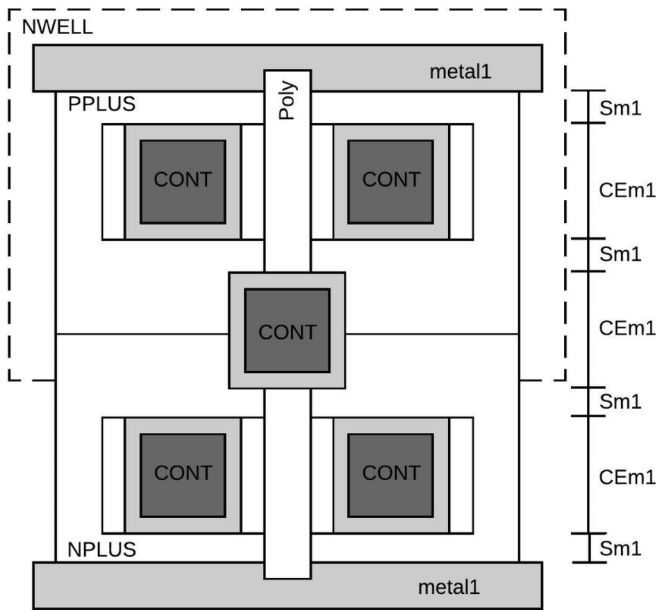 NWELL
metal1
PPLUS
Poly
Sm1
CONT
CONT
CEm1
Sm1
CONT
CEm1
Sm1
CONT
CONT
CEm1
NPLUS
Sm1
metal1